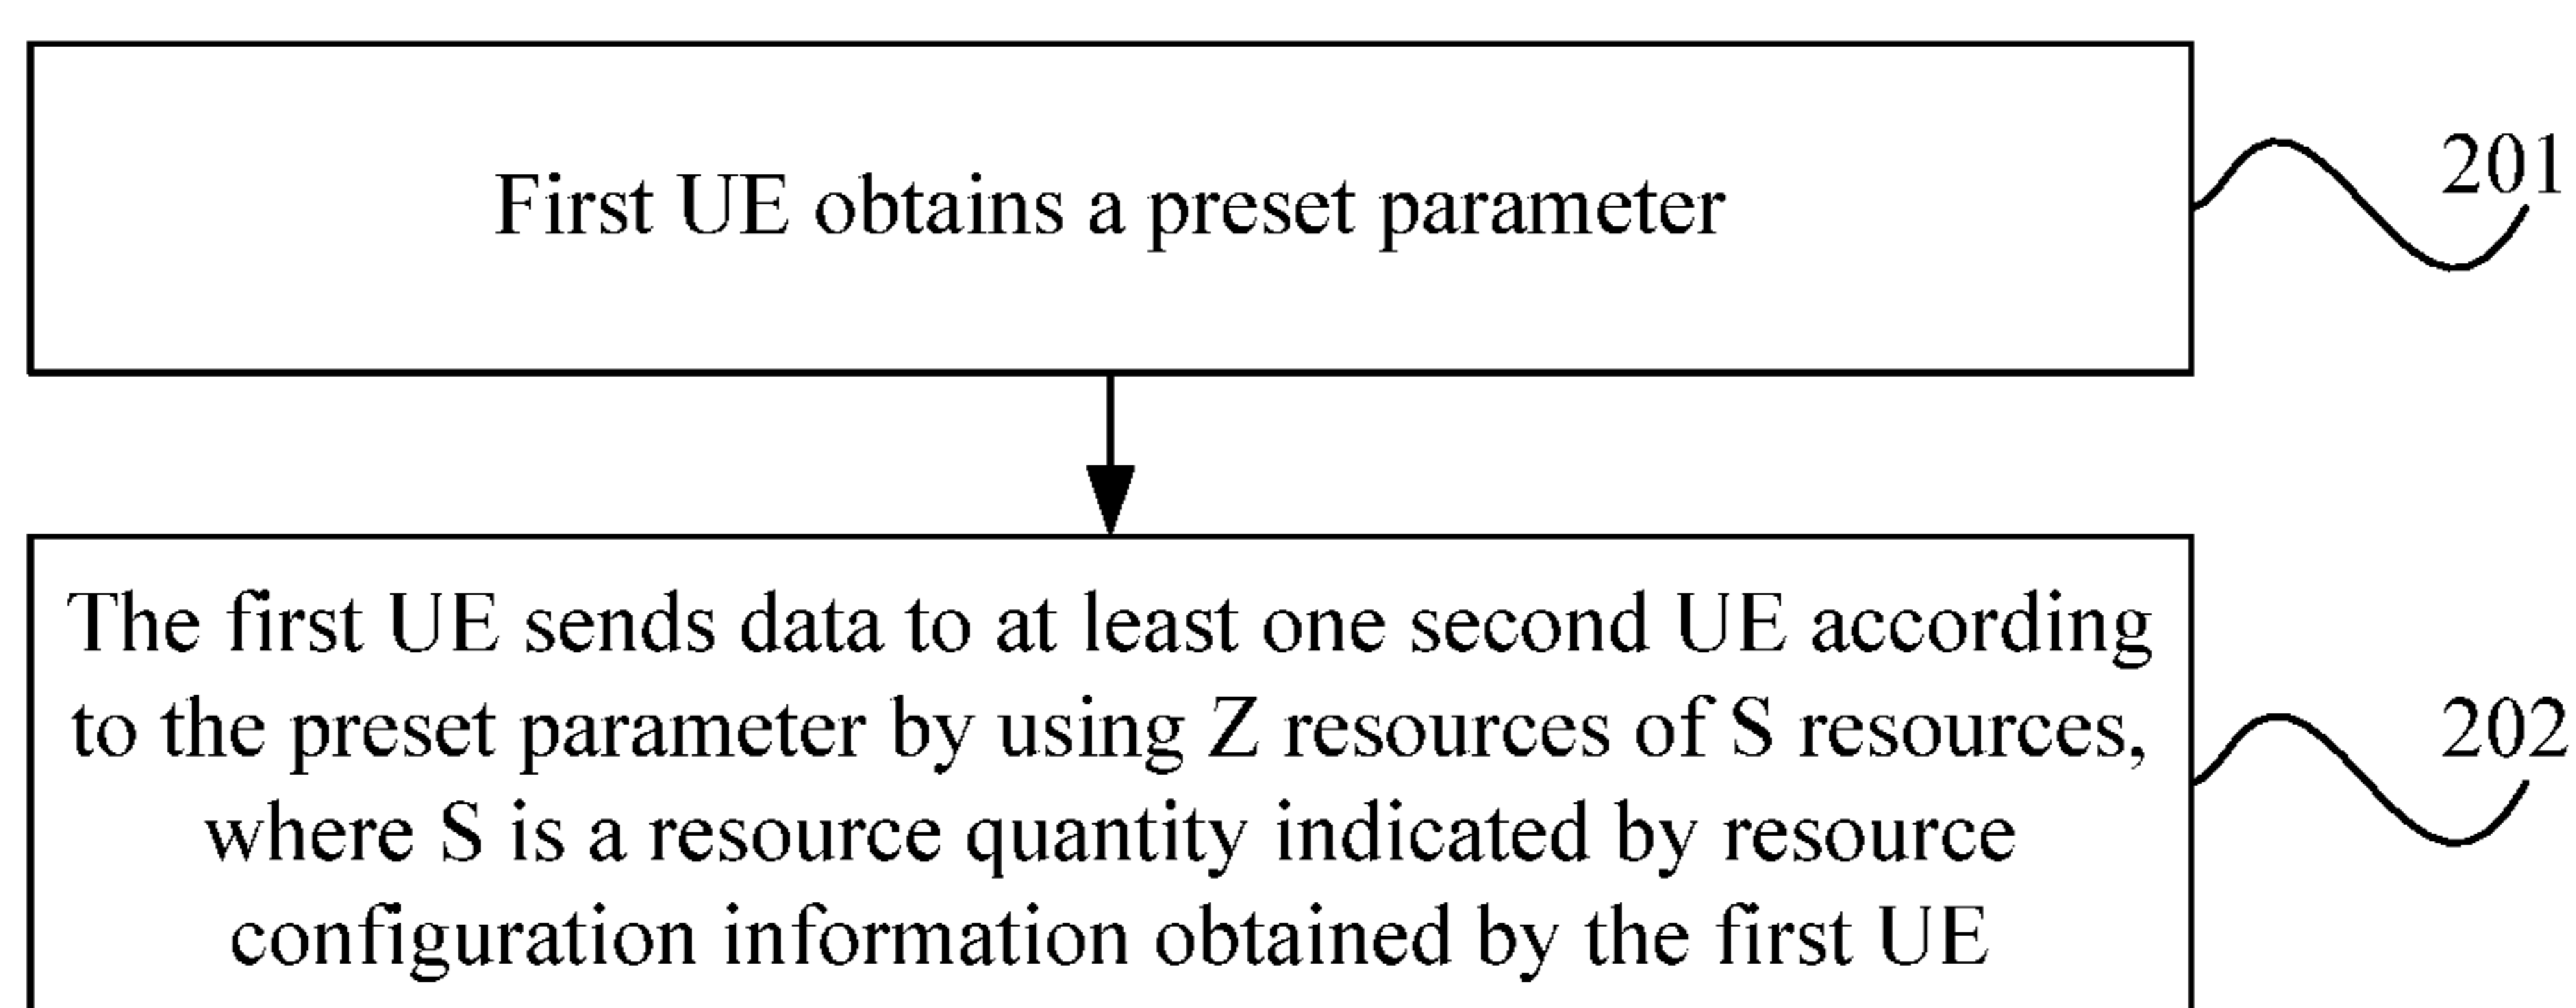 First UE obtains a preset parameter
201
The first UE sends data to at least one second UE according
to the preset parameter by using Z resources of S resources,
where S is a resource quantity indicated by resource
configuration information obtained by the first UE
202